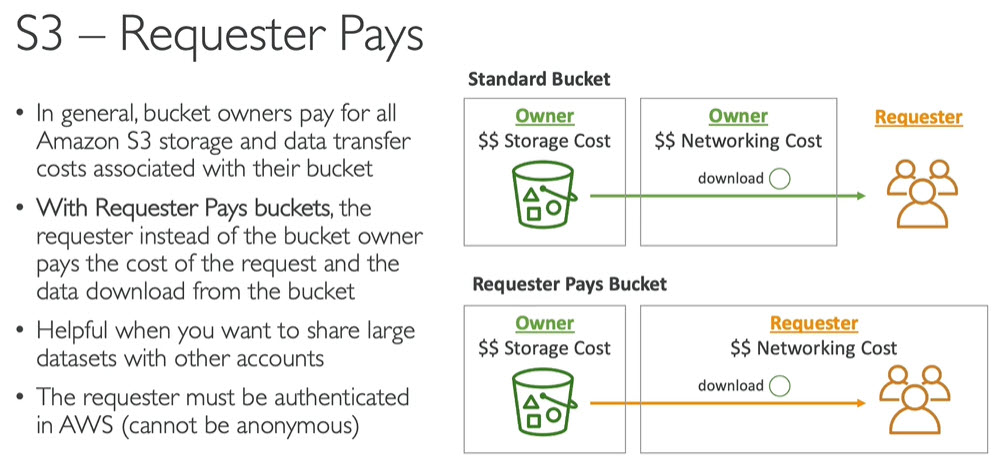 S3 – Requester Pays
• In general, bucket owners pay for all
Amazon S3 storage and data transfer
costs associated with their bucket
• With Requester Pays buckets, the
requester instead of the bucket owner
pays the cost of the request and the
data download from the bucket
• Helpful when you want to share large
datasets with other accounts
• The requester must be authenticated
in AWS (cannot be anonymous)
Standard Bucket
Owner
$$ Storage Cost
Owner
$$ Networking Cost
download
Requester
Requester Pays Bucket
Owner
$$ Storage Cost
Requester
$$ Networking Cost
download